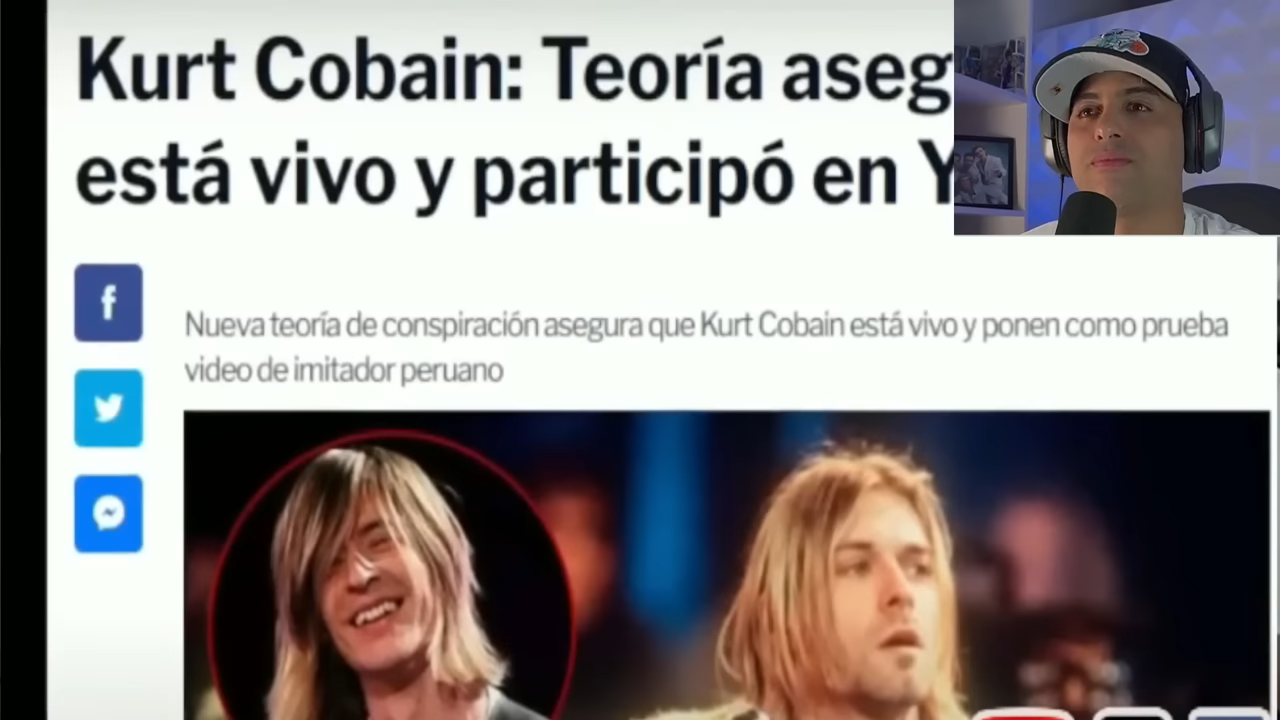 Kurt Cobain: Teoría aseg
está vivo y participó en Y
Nueva teoría de conspiración asegura que Kurt Cobain está vivo y ponen como prueba
video de imitador peruano